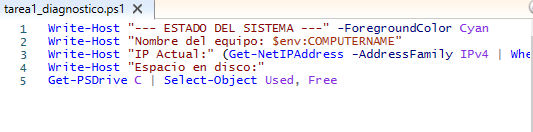 tarea1_diagnostico.ps1 X
1 Write-Host "--- ESTADO DEL SISTEMA ---" -ForegroundColor Cyan
2 Write-Host "Nombre del equipo: $env:COMPUTERNAME"
3 Write-Host "IP Actual:" (Get-NetIPAddress -AddressFamily IPv4 | Whe
4 Write-Host "Espacio en disco:"
5 Get-PSDrive C | Select-Object Used, Free